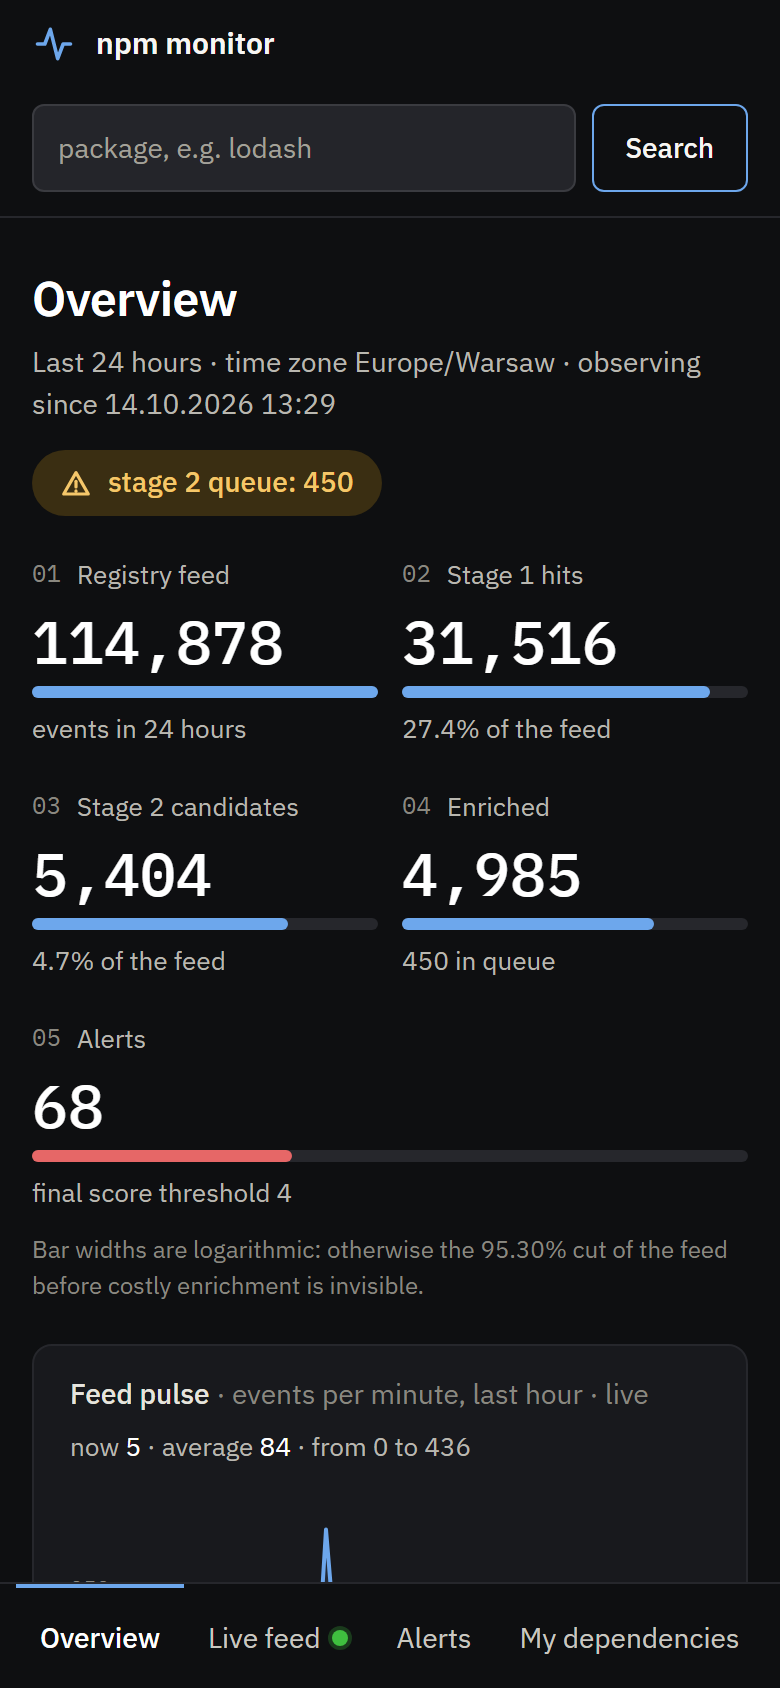 npm monitor
package, e.g. lodash
Search
Overview
Last 24 hours · time zone Europe/Warsaw · observing
since 14.10.2026 13:29
stage 2 queue: 450
01 Registry feed
114,878
events in 24 hours
02 Stage 1 hits
31,516
27.4% of the feed
03 Stage 2 candidates
5,404
4.7% of the feed
04 Enriched
4,985
450 in queue
05 Alerts
68
final score threshold 4
Bar widths are logarithmic: otherwise the 95.30% cut of the feed
before costly enrichment is invisible.
Feed pulse · events per minute, last hour · live
now 5 · average 84 · from 0 to 436
Overview
Live feed
Alerts
My dependencies